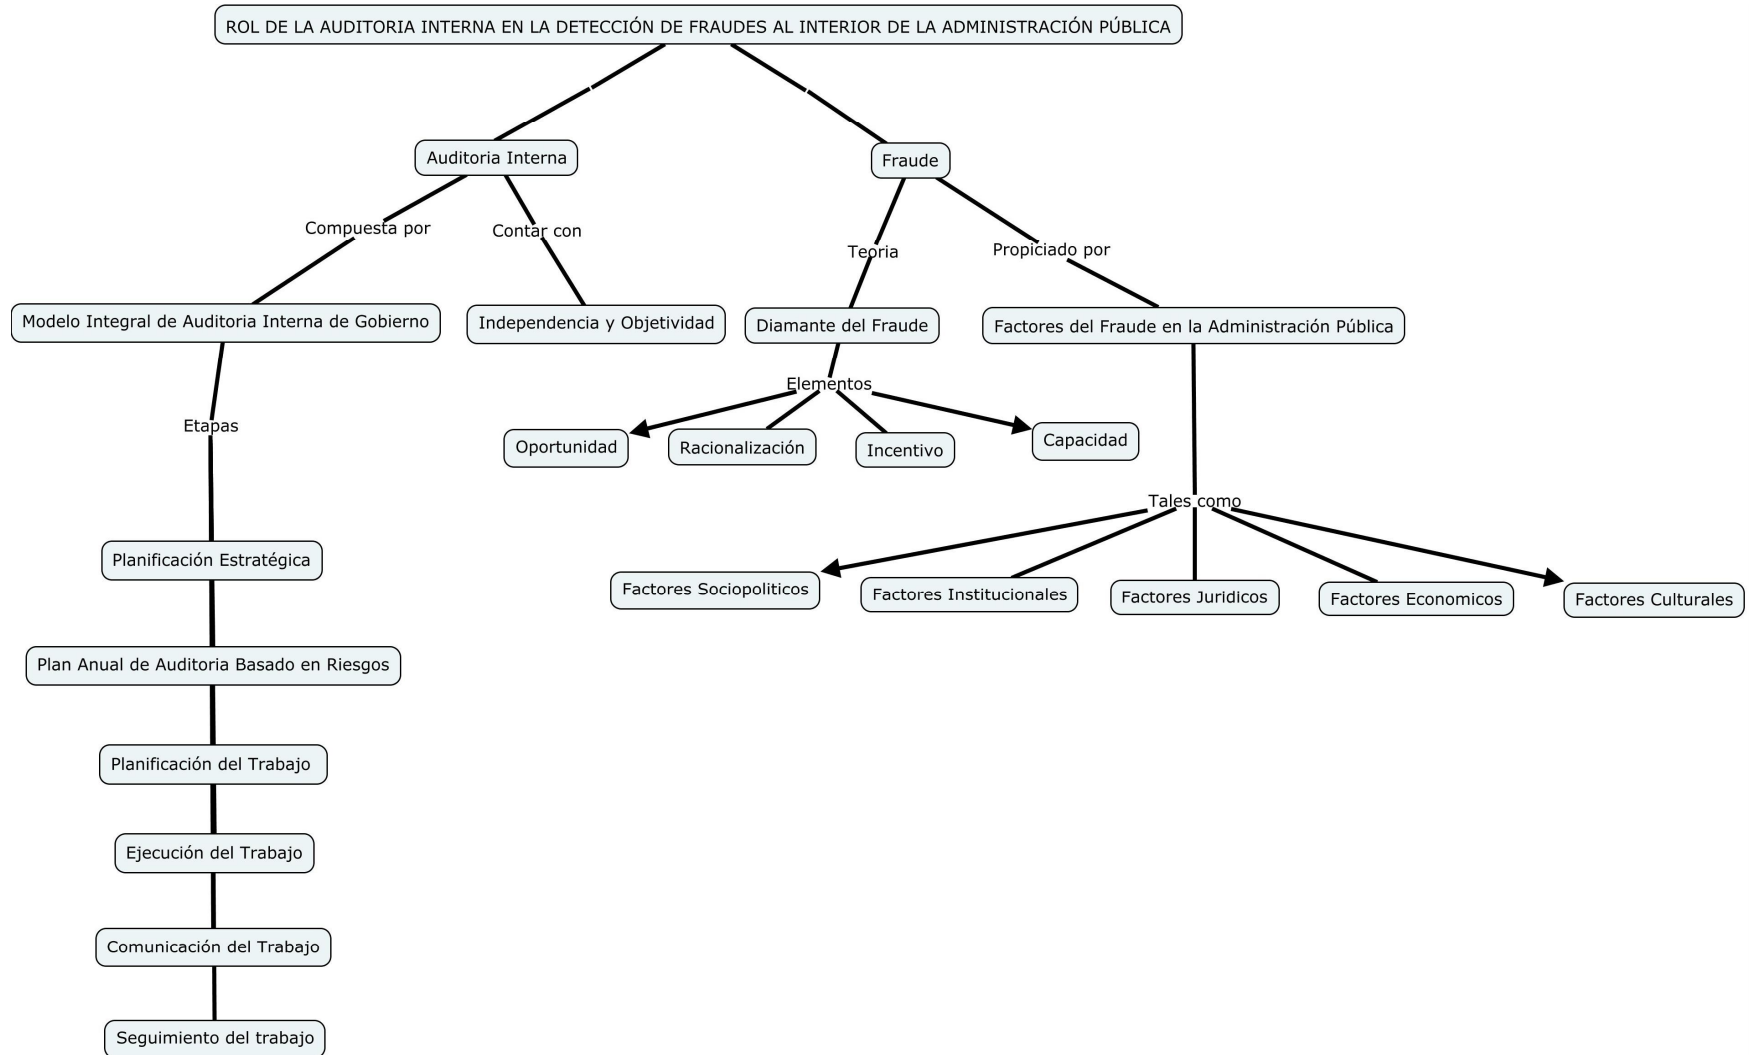 ROL DE LA AUDITORIA INTERNA EN LA DETECCIÓN DE FRAUDES AL INTERIOR DE LA ADMINISTRACIÓN PÚBLICA
Auditoria Interna
Fraude
Compuesta por
Contar con
Teoria
Propiciado por
Modelo Integral de Auditoria Interna de Gobierno
Independencia y Objetividad
Diamante del Fraude
Factores del Fraude en la Administración Pública
Elementos
Etapas
Oportunidad
Racionalización
Incentivo
Capacidad
Tales como
Planificación Estratégica
Factores Sociopoliticos
Factores Institucionales
Factores Juridicos
Factores Economicos
Factores Culturales
Plan Anual de Auditoria Basado en Riesgos
Planificación del Trabajo
Ejecución del Trabajo
Comunicación del Trabajo
Seguimiento del trabajo